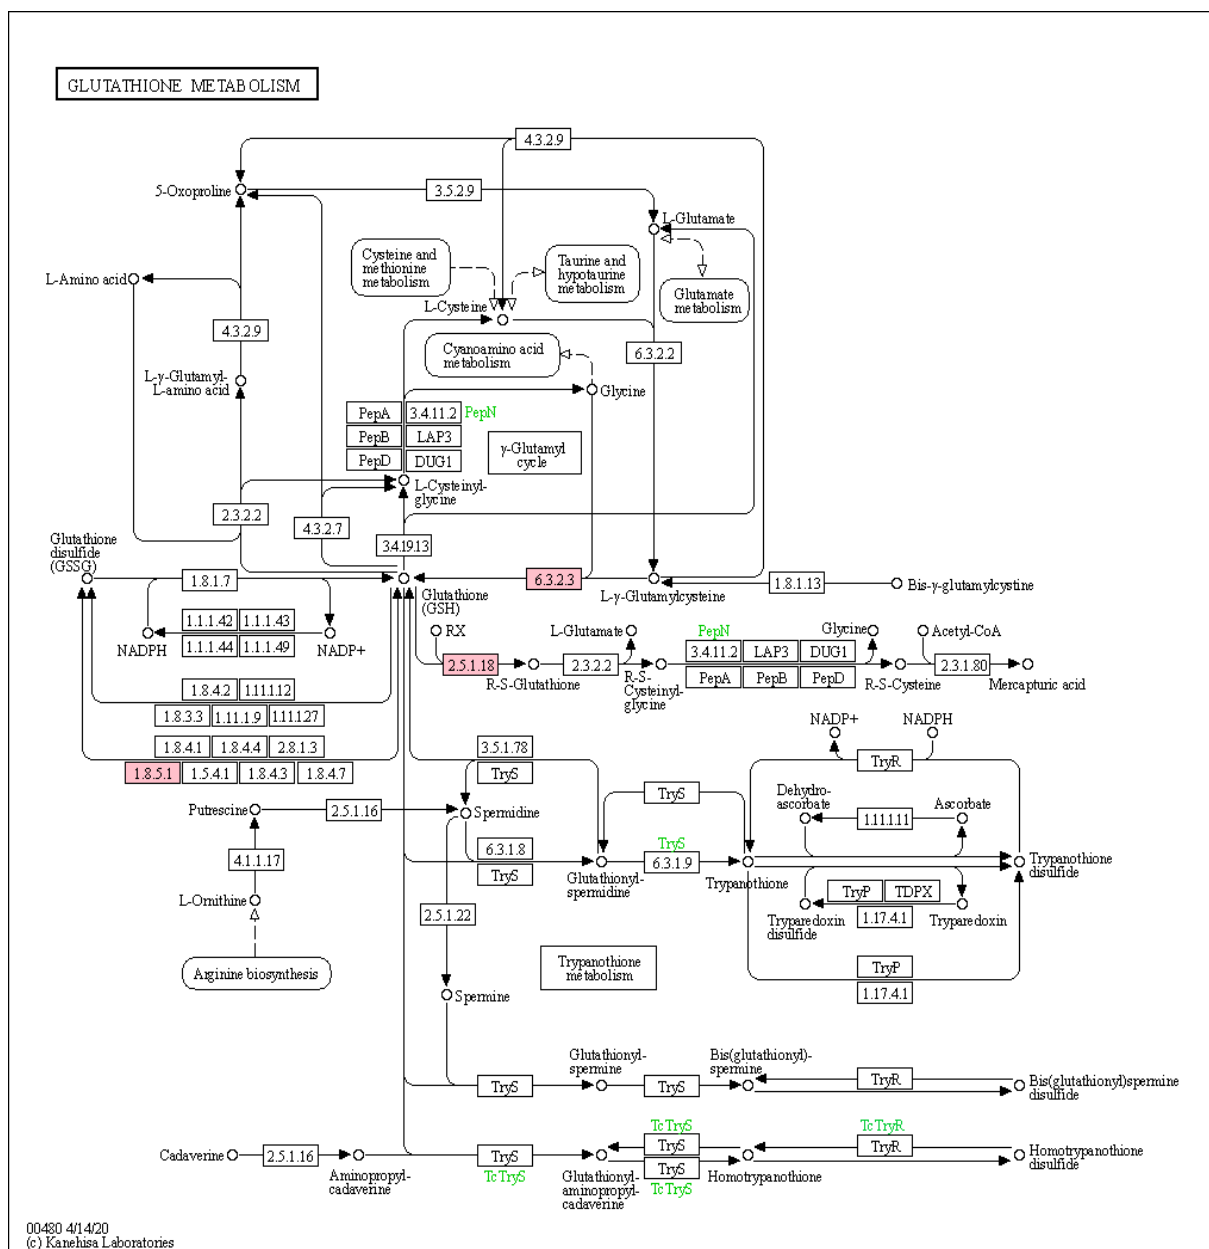 GLUTATHIONE METABOLISM
4.3.2.9
5-Oxoproline
3.5.2.9
L-Glutamate
Cysteine and
methionine
metabolism
Taurine and
hypotaurine
metabolism
Glutamate
metabolism
L-Amino acid
L-Cysteine
4.3.2.9
Cyanoamino acid
metabolism
6.3.2.2
L-γ-Glutamyl-
L-amino acid
Glycine
PepA
3.4.11.2
PepN
PepB
LAP3
PepD
DUG1
γ-Glutamyl
cycle
L-Cysteinyl-
glycine
2.3.2.2
4.3.2.7
3.4.19.13
Glutathione
disulfide
(GSSG)
1.8.1.7
Glutathione
(GSH)
6.3.2.3
L-γ-Glutamylcysteine
1.8.1.13
Bis-γ-glutamylcystine
1.1.1.42
1.1.1.43
NADPH
1.1.1.44
1.1.1.49
NADP+
RX
L-Glutamate
PepN
Glycine
Acetyl-CoA
2.5.1.18
R-S-Glutathione
2.3.2.2
R-S-
Cysteinyl-
glycine
3.4.11.2
LAP3
DUG1
PepA
PepB
PepD
R-S-Cysteine
2.3.1.80
Mercapturic acid
1.8.4.2
1.11.1.12
1.8.3.3
1.11.1.9
1.11.1.27
1.8.4.1
1.8.4.4
2.8.1.3
1.8.5.1
1.5.4.1
1.8.4.3
1.8.4.7
3.5.1.78
TryS
NADP+
NADPH
TryR
Putrescine
2.5.1.16
Spermidine
TryS
Dehydro-
ascorbate
Ascorbate
1.11.1.11
4.1.1.17
6.3.1.8
TryS
Glutathionyl-
spermidine
TryS
6.3.1.9
Trypanothione
Trypanothione
disulfide
L-Ornithine
2.5.1.22
TryP
TDPX
1.17.4.1
Tryparedoxin
disulfide
Tryparedoxin
Arginine biosynthesis
Trypanothione
metabolism
TryP
1.17.4.1
Spermine
Glutathionyl-
spermine
Bis(glutathionyl)-
spermine
TryS
TryS
TryR
Bis(glutathionyl)spermine
disulfide
TcTryS
TcTryR
Cadaverine
2.5.1.16
Aminopropyl-
cadaverine
TryS
TcTryS
Glutathionyl-
aminopropyl-
cadaverine
TryS
TryS
TcTryS
Homotrypanothione
TryR
Homotrypanothione
disulfide
00480 4/14/20
(c) Kanehisa Laboratories